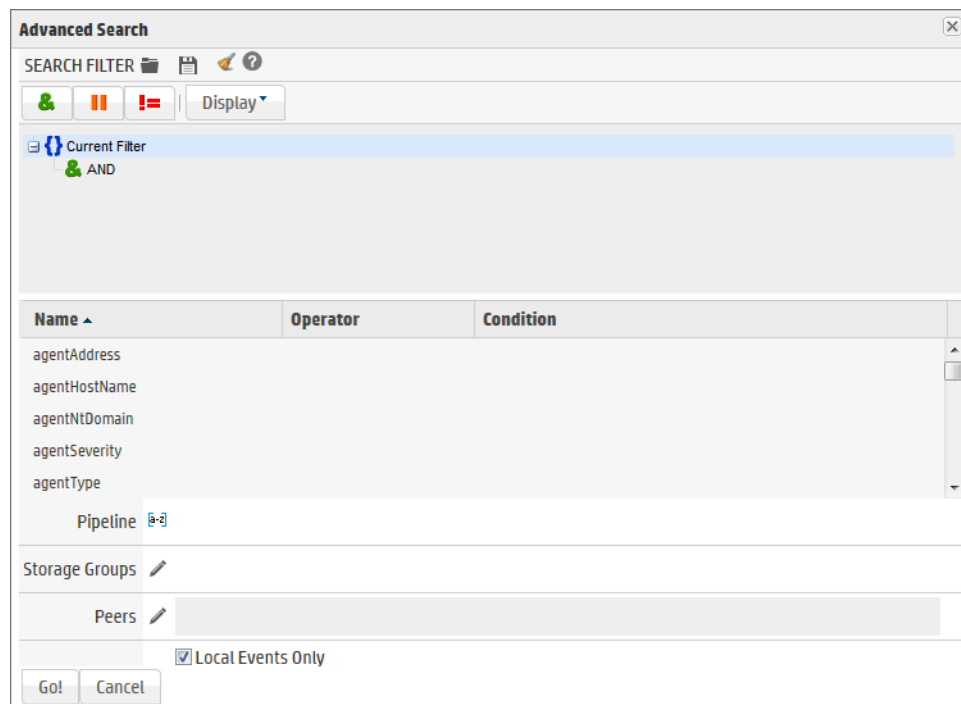 Advanced Search
SEARCH FILTER
& || != Display
{} Current Filter
& AND
Name Operator Condition
agentAddress
agentHostName
agentNtDomain
agentSeverity
agentType
Pipeline [a-z]
Storage Groups
Peers
Local Events Only
Go! Cancel